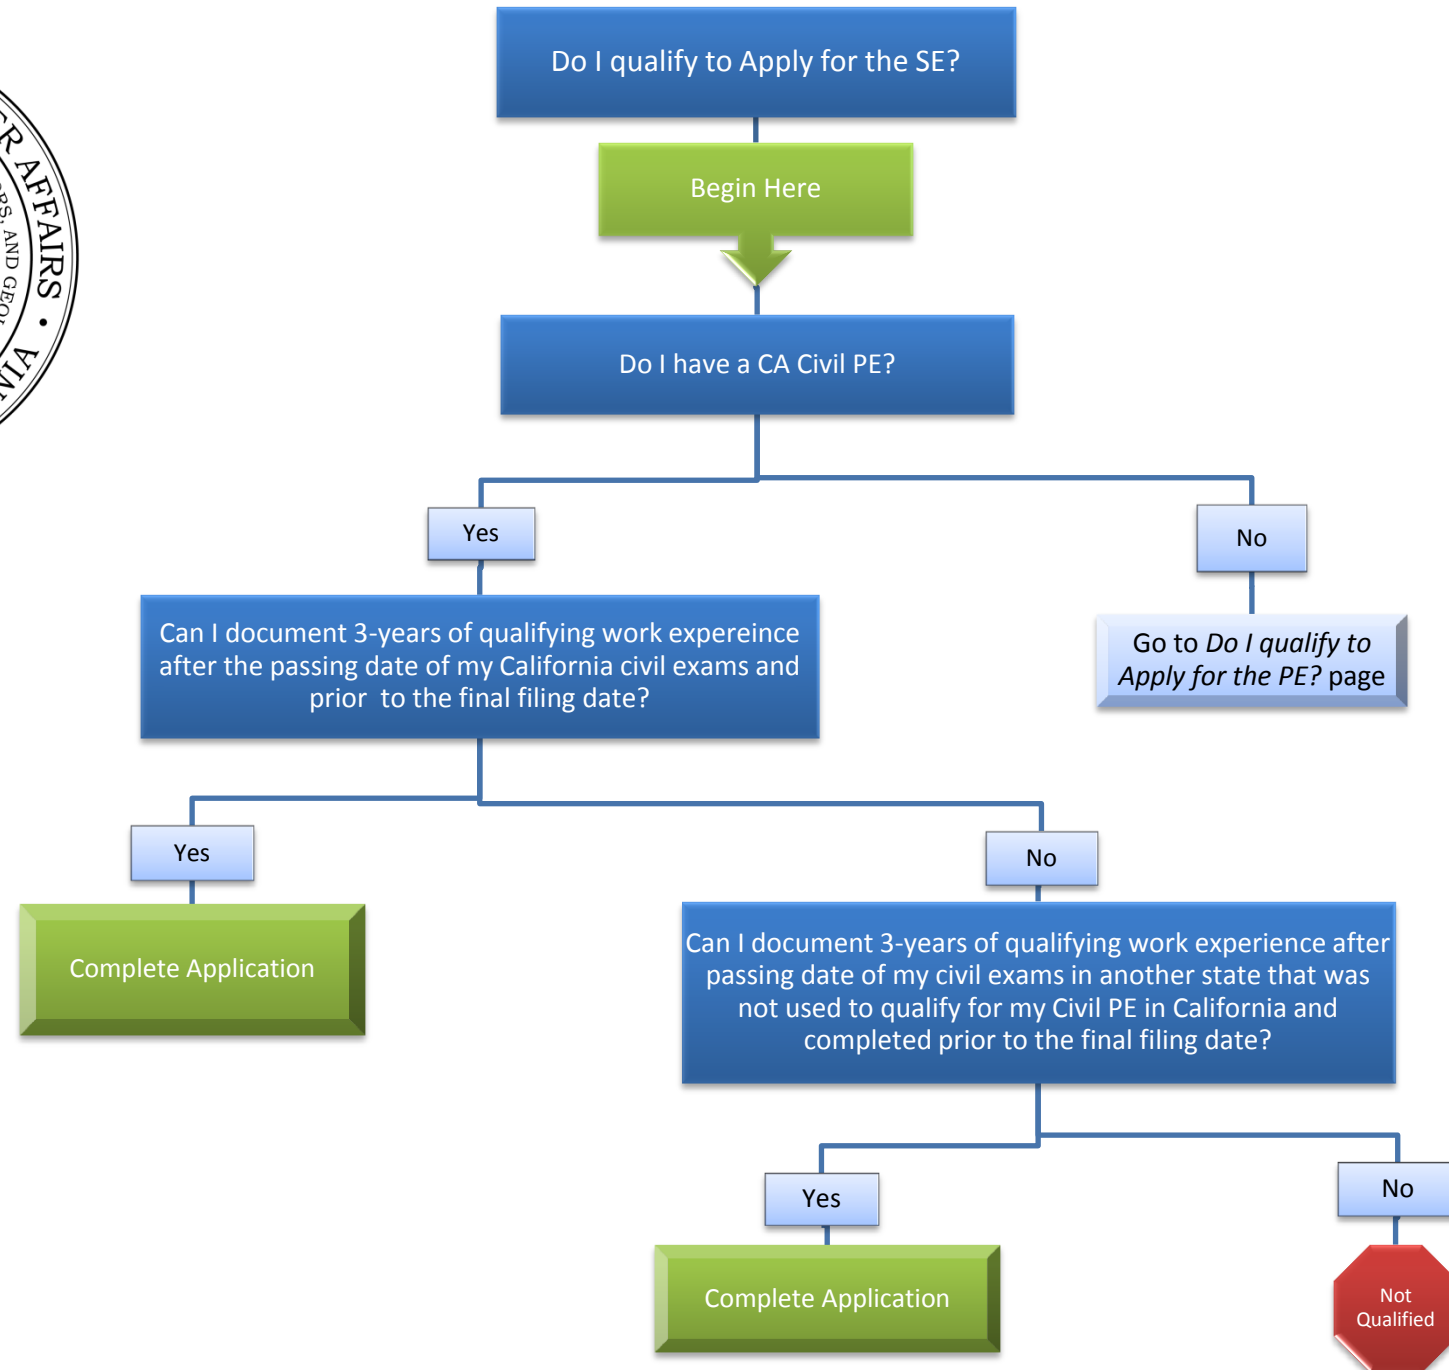 Do I qualify to Apply for the SE?
Begin Here
AFFAIRS •
AND
Do I have a CA Civil PE?
Yes
No
Can I document 3-years of qualifying work expereince
after the passing date of my California civil exams and
prior to the final filing date?
Go to Do I qualify to
Apply for the PE? page
Yes
No
Complete Application
Can I document 3-years of qualifying work experience after
passing date of my civil exams in another state that was
not used to qualify for my Civil PE in California and
completed prior to the final filing date?
Yes
No
Complete Application
Not
Qualified